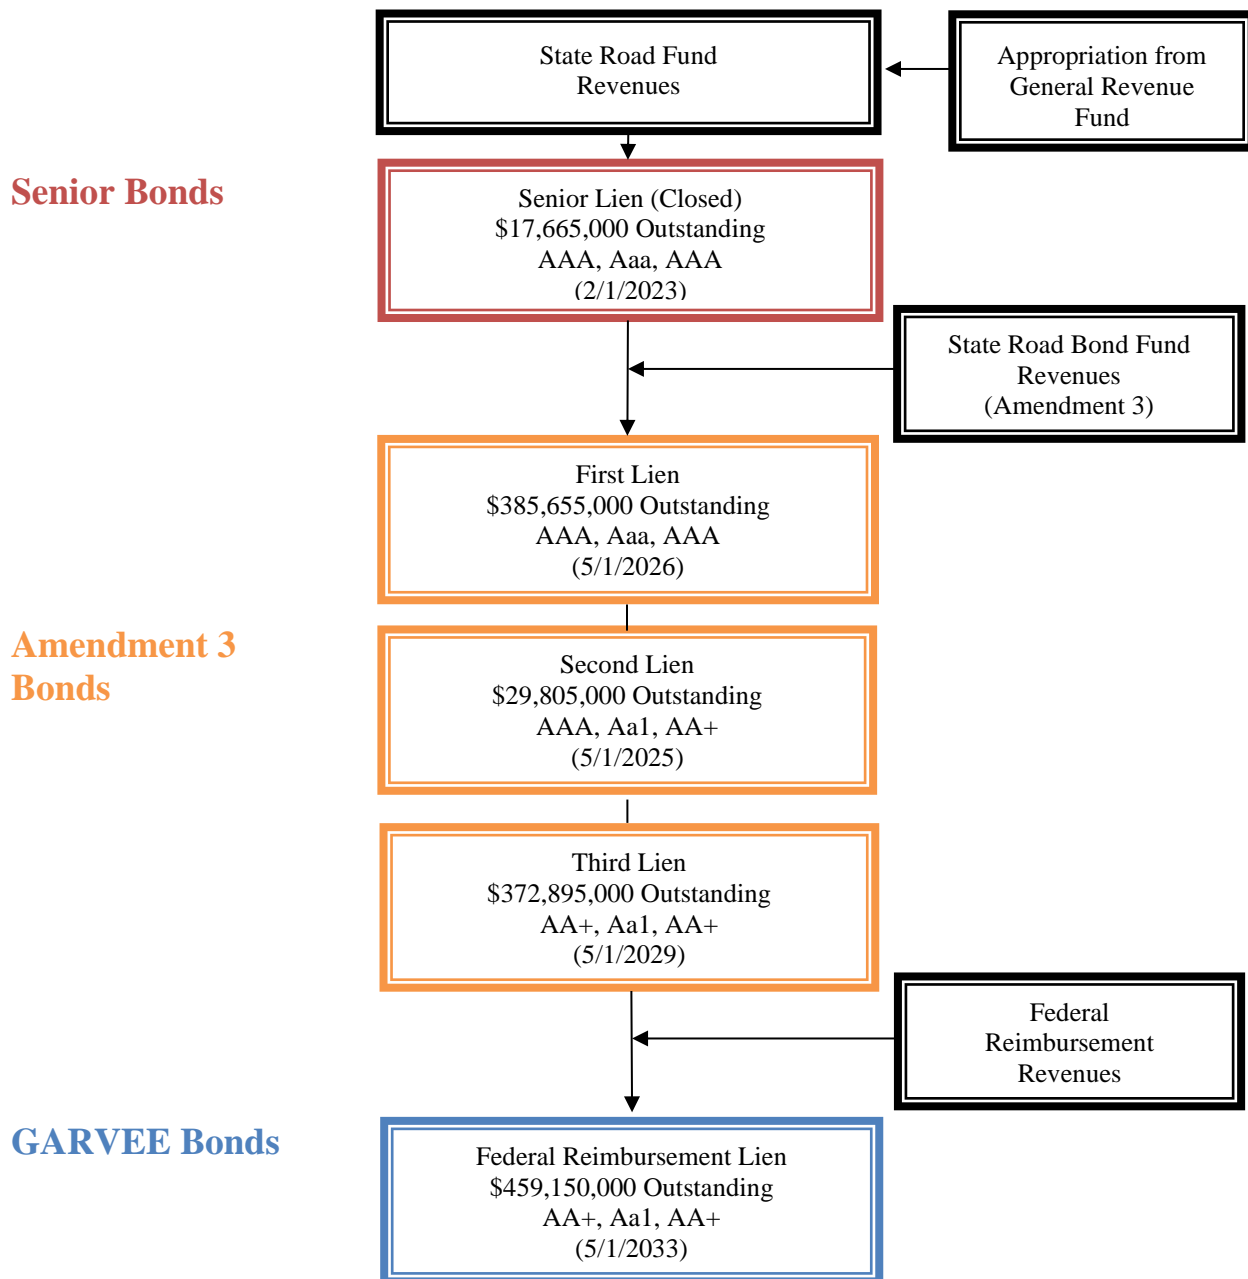 State Road Fund
Revenues
Appropriation from
General Revenue
Fund
Senior Bonds
Senior Lien (Closed)
$17,665,000 Outstanding
AAA, Aaa, AAA
(2/1/2023)
State Road Bond Fund
Revenues
(Amendment 3)
First Lien
$385,655,000 Outstanding
AAA, Aaa, AAA
(5/1/2026)
Amendment 3
Bonds
Second Lien
$29,805,000 Outstanding
AAA, Aa1, AA+
(5/1/2025)
Third Lien
$372,895,000 Outstanding
AA+, Aa1, AA+
(5/1/2029)
Federal
Reimbursement
Revenues
GARVEE Bonds
Federal Reimbursement Lien
$459,150,000 Outstanding
AA+, Aa1, AA+
(5/1/2033)